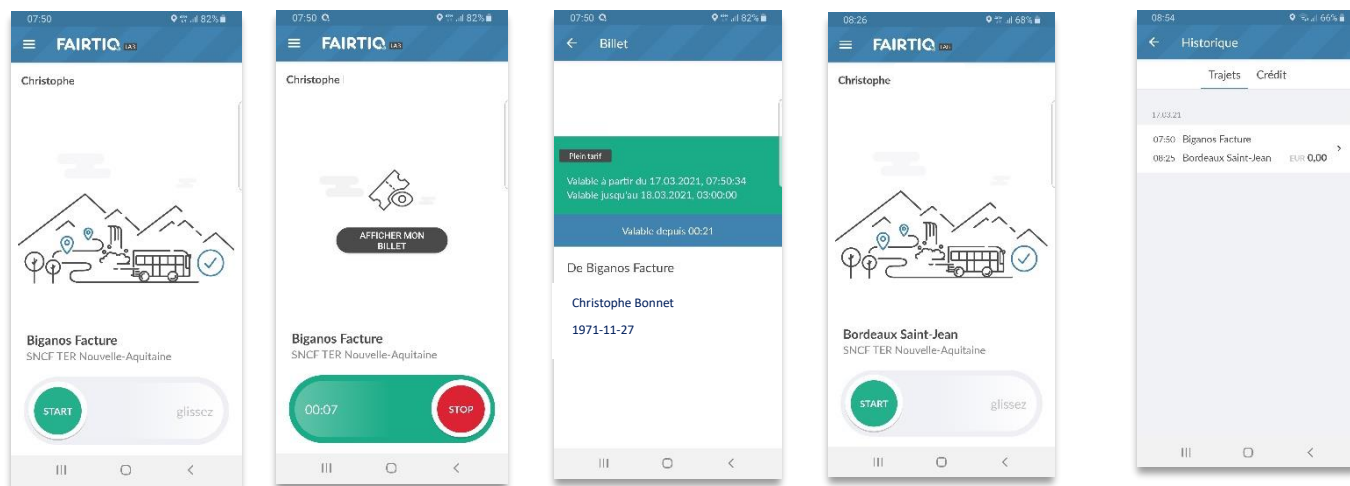 07:50
82%
FAIRTIQ LAB
Christophe
Biganos Facture
SNCF TER Nouvelle-Aquitaine
START
glissez
07:50
82%
FAIRTIQ LAB
Christophe
AFFICHER MON
BILLET
Biganos Facture
SNCF TER Nouvelle-Aquitaine
00:07
STOP
07:50
82%
Billet
Plein tarif
Valable à partir du 17.03.2021, 07:50:34
Valable jusqu'au 18.03.2021, 03:00:00
Valable depuis 00:21
De Biganos Facture
Christophe Bonnet
1971-11-27
08:26
68%
FAIRTIQ LAB
Christophe
Bordeaux Saint-Jean
SNCF TER Nouvelle-Aquitaine
START
glissez
08:54
66%
Historique
Trajets Crédit
17.03.21
07:50 Biganos Facture
08:25 Bordeaux Saint-Jean EUR 0,00